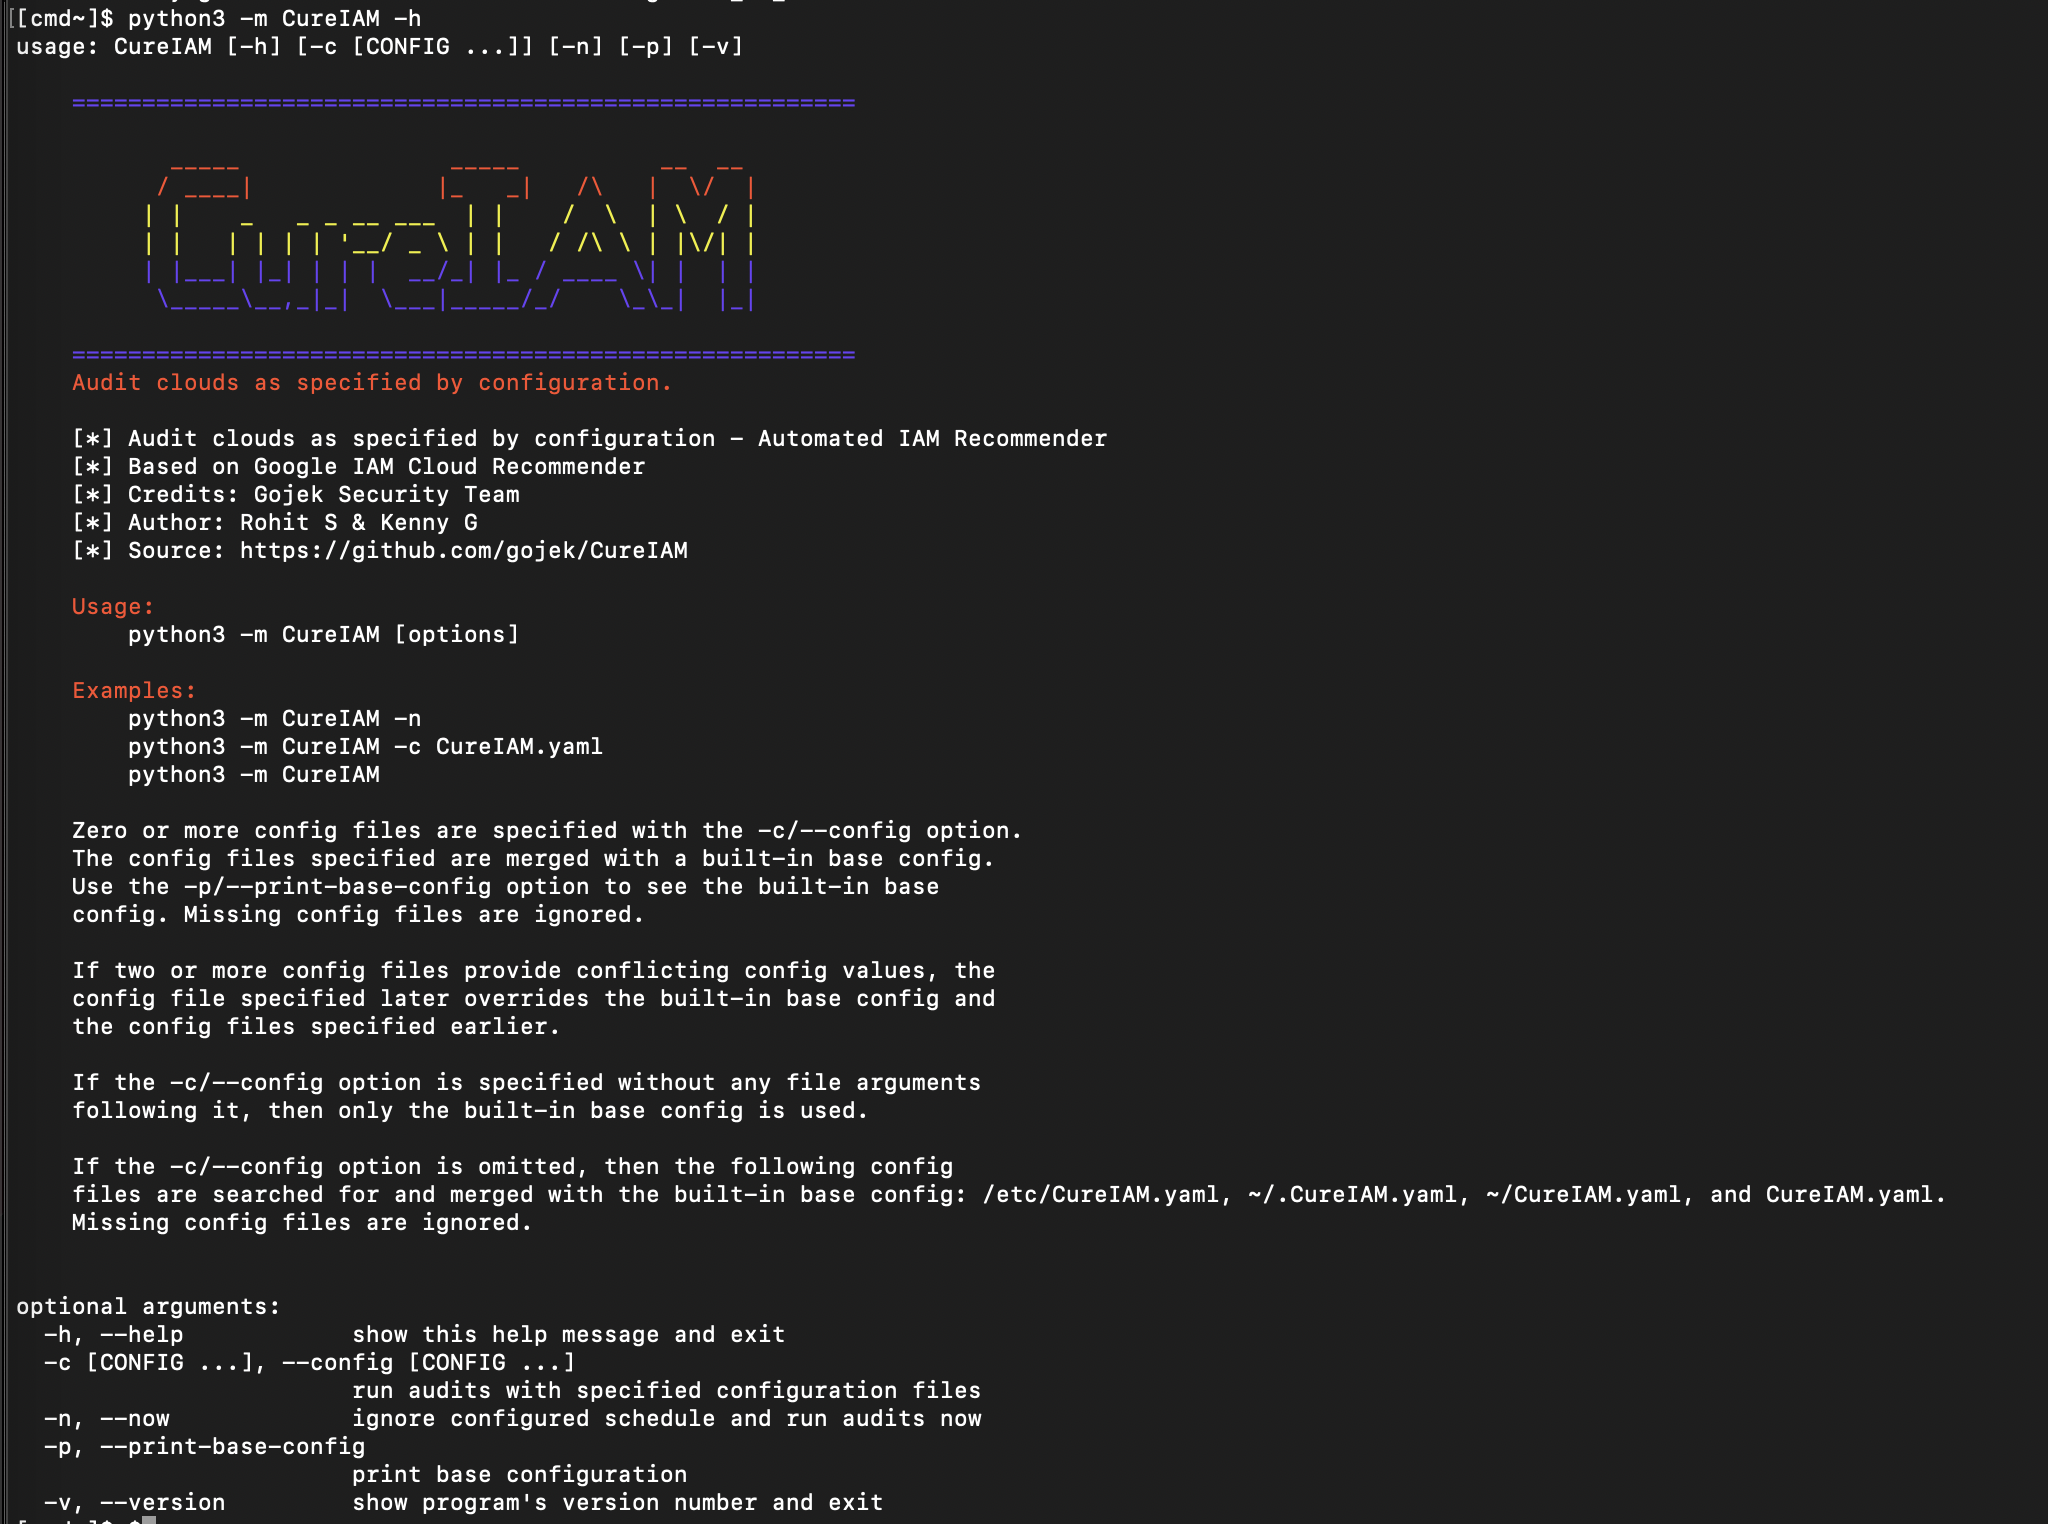 [[cmd~]$ python3 -m CureIAM -h
usage: CureIAM [-h] [-c [CONFIG ...]] [-n] [-p] [-v]
========================================================
CureIAM
========================================================
Audit clouds as specified by configuration.
[*] Audit clouds as specified by configuration - Automated IAM Recommender
[*] Based on Google IAM Cloud Recommender
[*] Credits: Gojek Security Team
[*] Author: Rohit S & Kenny G
[*] Source: https://github.com/gojek/CureIAM
Usage:
python3 -m CureIAM [options]
Examples:
python3 -m CureIAM -n
python3 -m CureIAM -c CureIAM.yaml
python3 -m CureIAM
Zero or more config files are specified with the -c/--config option.
The config files specified are merged with a built-in base config.
Use the -p/--print-base-config option to see the built-in base
config. Missing config files are ignored.
If two or more config files provide conflicting config values, the
config file specified later overrides the built-in base config and
the config files specified earlier.
If the -c/--config option is specified without any file arguments
following it, then only the built-in base config is used.
If the -c/--config option is omitted, then the following config
files are searched for and merged with the built-in base config: /etc/CureIAM.yaml, ~/.CureIAM.yaml, ~/CureIAM.yaml, and CureIAM.yaml.
Missing config files are ignored.
optional arguments:
-h, --help show this help message and exit
-c [CONFIG ...], --config [CONFIG ...]
run audits with specified configuration files
-n, --now ignore configured schedule and run audits now
-p, --print-base-config
print base configuration
-v, --version show program's version number and exit